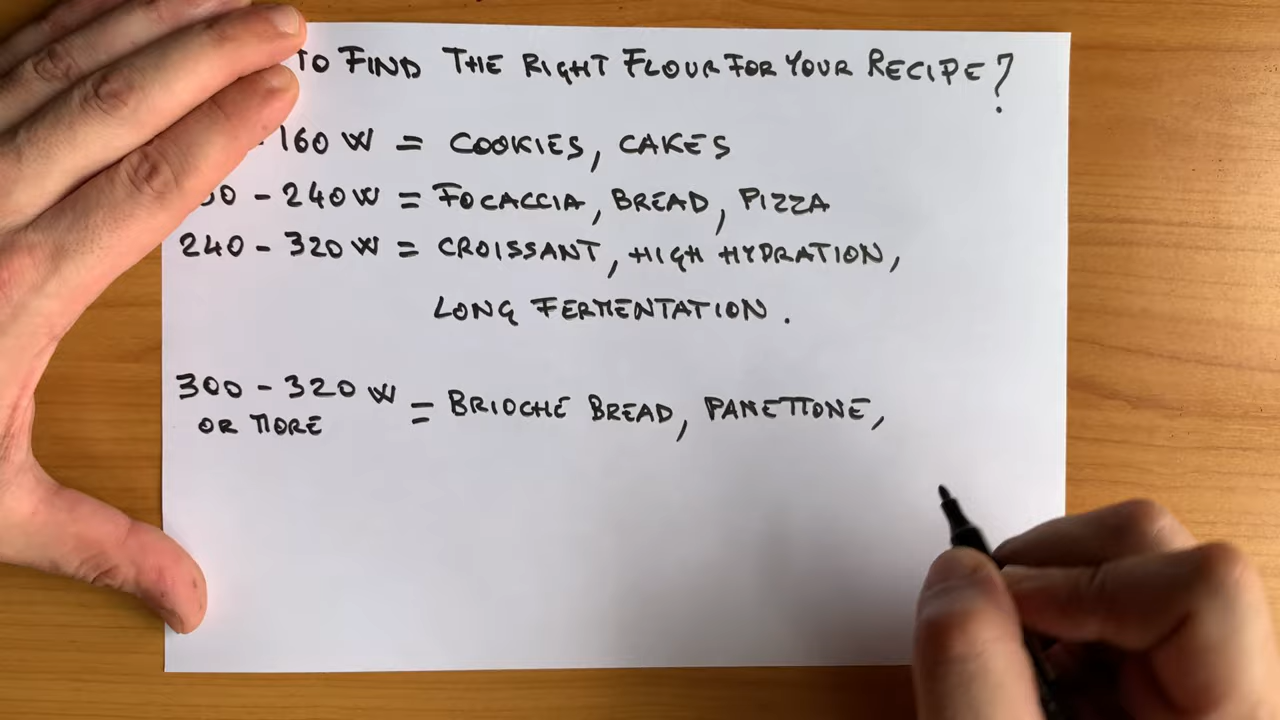 TO FIND THE RIGHT FLOUR FOR YOUR RECIPE?
- 160 W = COOKIES, CAKES
- 240 W = FOCACCIA, BREAD, PIZZA
240 - 320 W = CROISSANT, HIGH HYDRATION,
LONG FERMENTATION.
300 - 320 W = BRIOCHE BREAD, PANETTONE,
OR MORE